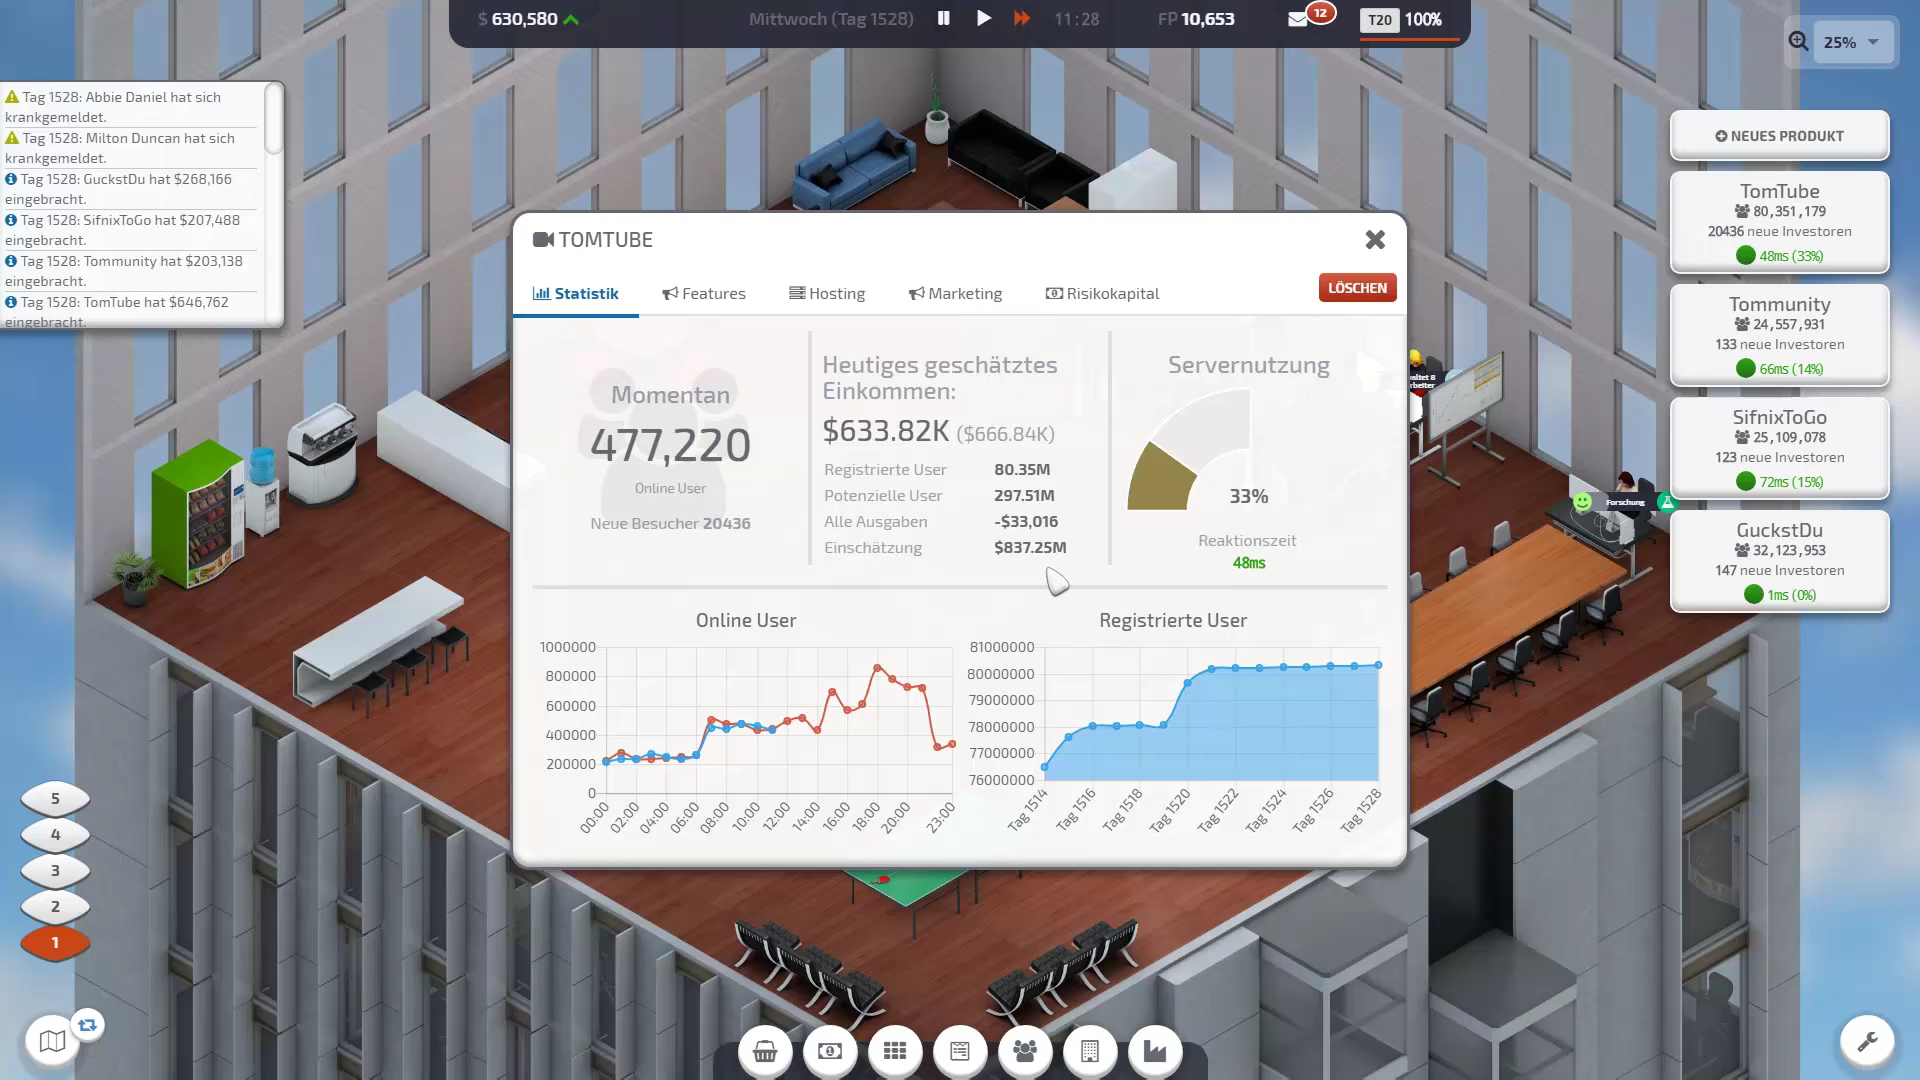 $ 630,580
Mittwoch (Tag 1528)
11:28
FP 10,653
12
T20 100%
25%
Tag 1528: Abbie Daniel hat sich
krankgemeldet.
Tag 1528: Milton Duncan hat sich
krankgemeldet.
Tag 1528: GuckstDu hat $268,166
eingebracht.
Tag 1528: SifnixToGo hat $207,488
eingebracht.
Tag 1528: Tommunity hat $203,138
eingebracht.
Tag 1528: TomTube hat $646,762
eingebracht.
NEUES PRODUKT
TomTube
80,351,179
20436 neue Investoren
48ms (33%)
Tommunity
24,557,931
133 neue Investoren
66ms (14%)
SifnixToGo
25,109,078
123 neue Investoren
72ms (15%)
GuckstDu
32,123,953
147 neue Investoren
1ms (0%)
TOMTUBE
Statistik
Features
Hosting
Marketing
Risikokapital
LÖSCHEN
Momentan
477,220
Online User
Neue Besucher 20436
Heutiges geschätztes
Einkommen:
$633.82K ($666.84K)
Registrierte User 80.35M
Potenzielle User 297.51M
Alle Ausgaben -$33,016
Einschätzung $837.25M
Servernutzung
33%
Reaktionszeit
48ms
Online User
1000000
800000
600000
400000
200000
0
00:00 02:00 04:00 06:00 08:00 10:00 12:00 14:00 16:00 18:00 20:00 23:00
Registrierte User
81000000
80000000
79000000
78000000
77000000
76000000
Tag 1514 Tag 1516 Tag 1518 Tag 1520 Tag 1522 Tag 1524 Tag 1526 Tag 1528
Forschung
5
4
3
2
1